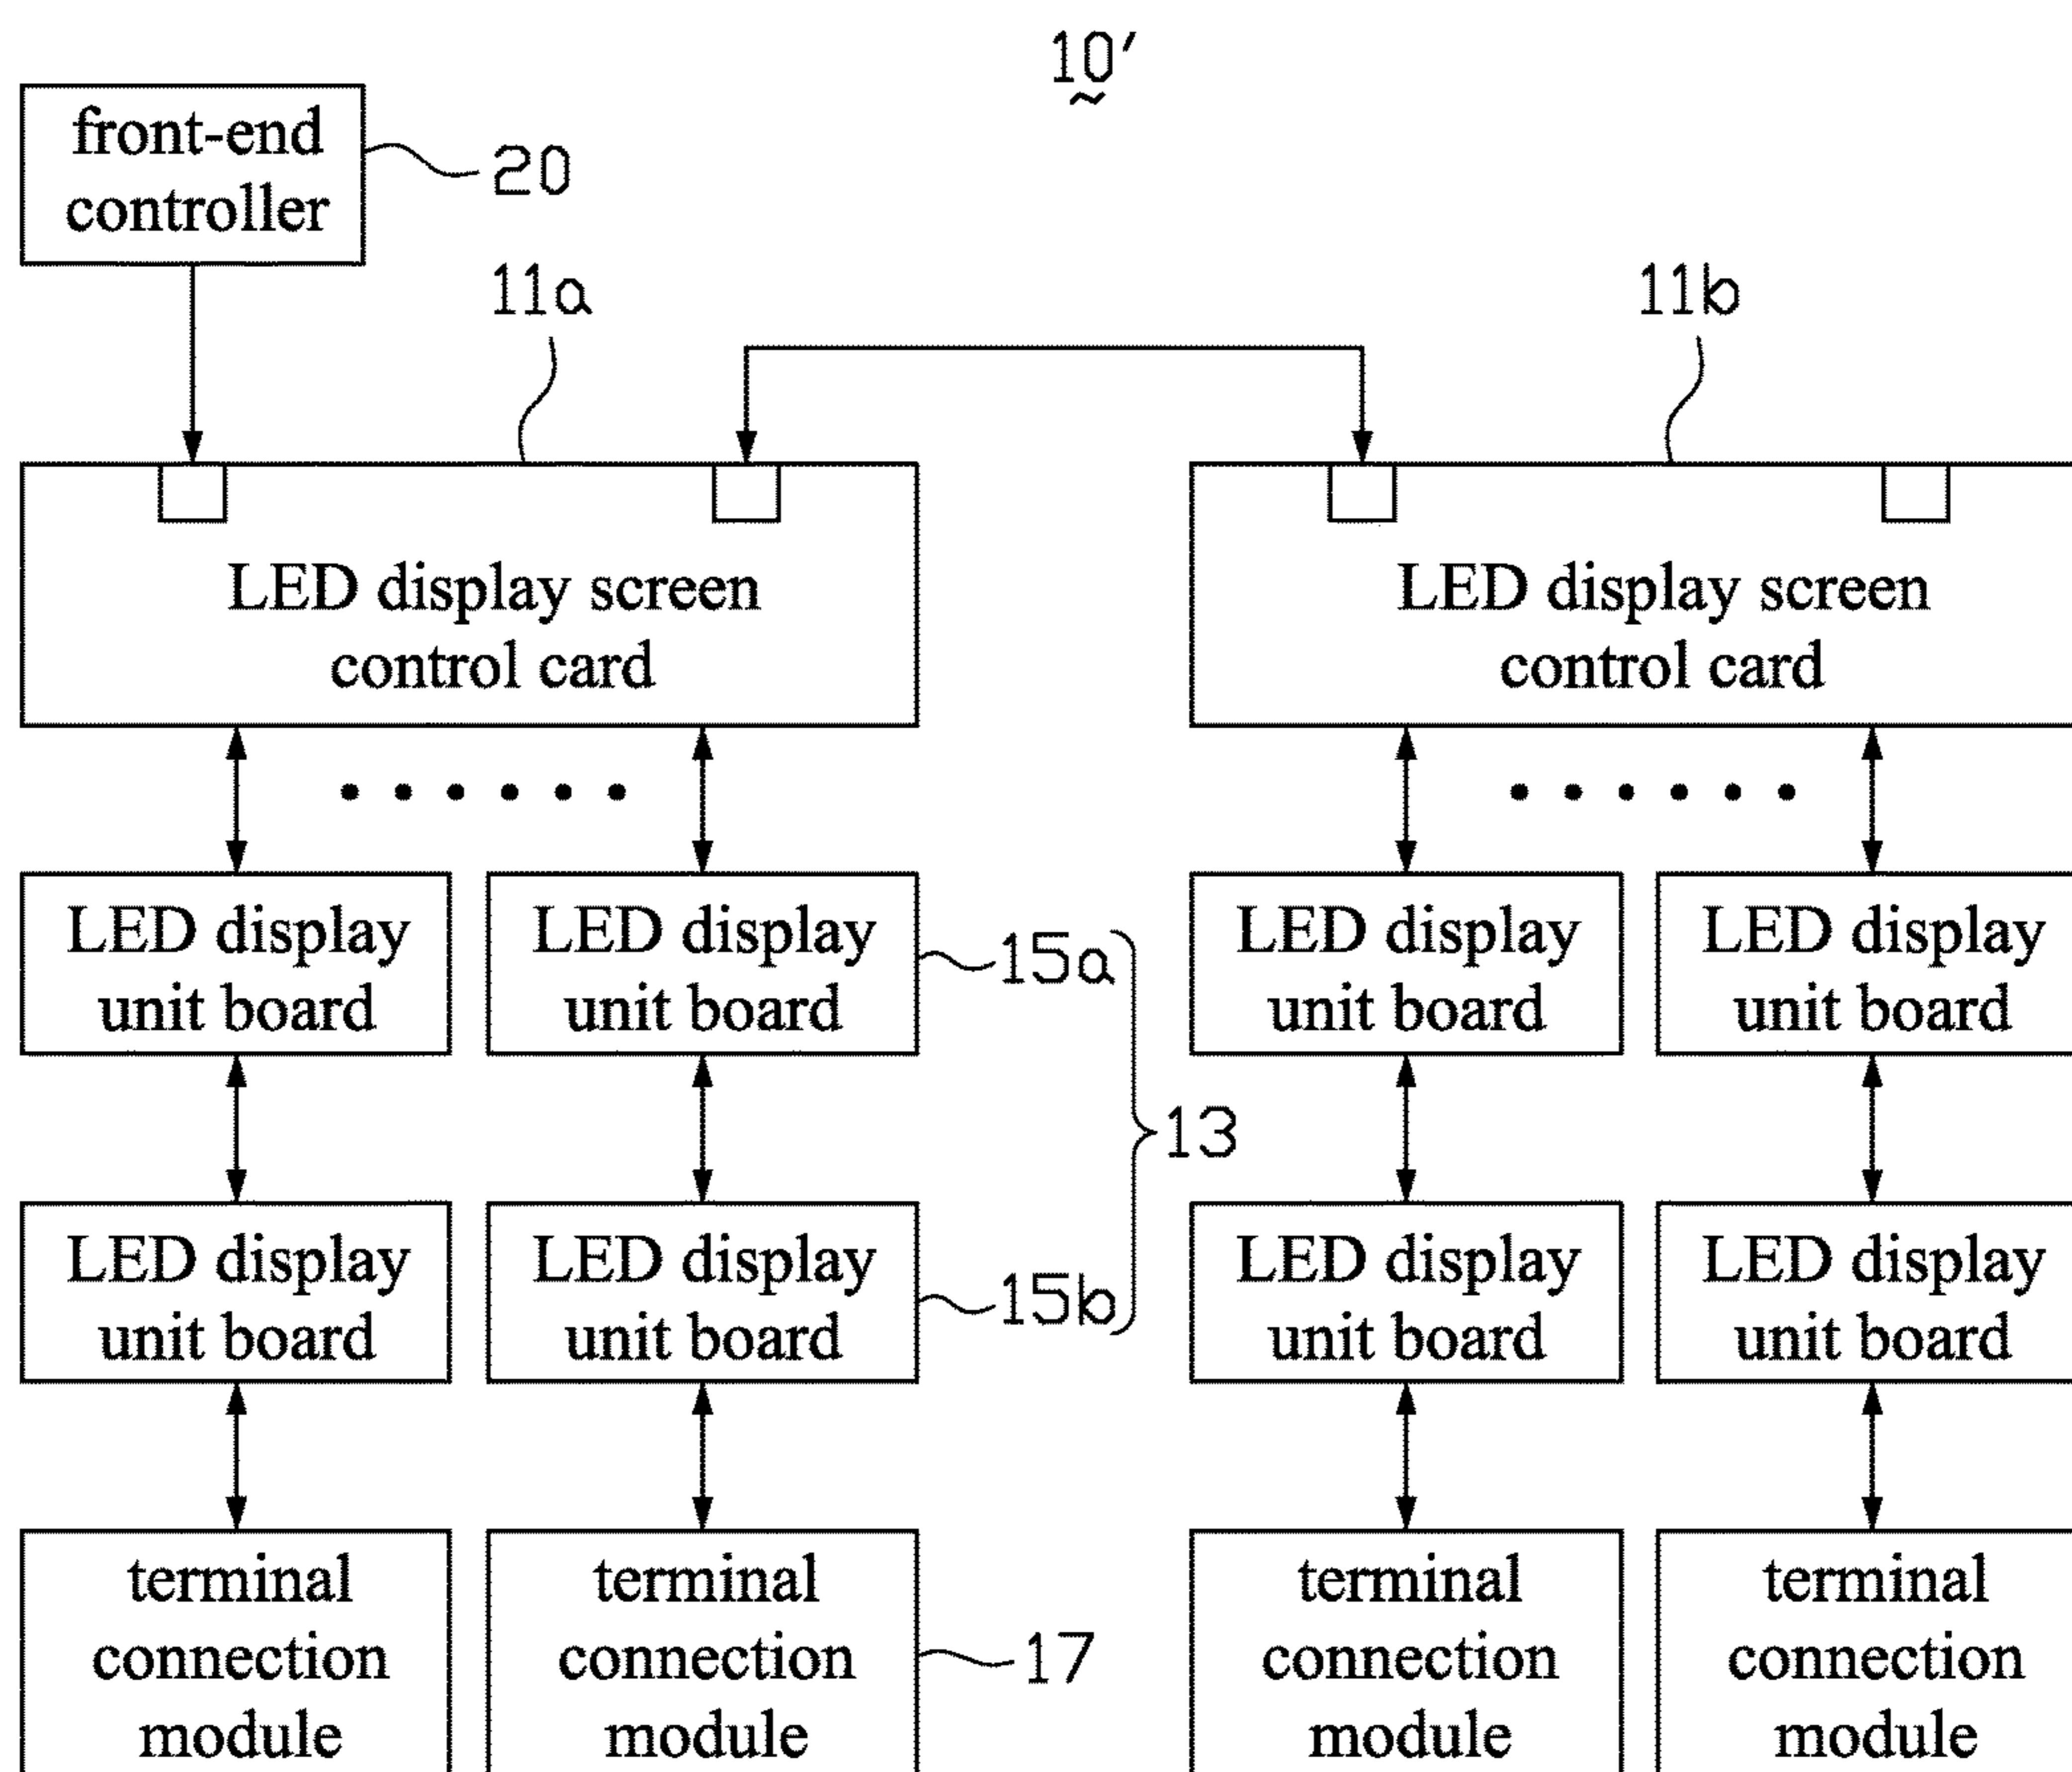 10'
front-end
controller
20
11a
11b
LED display screen
control card
LED display screen
control card
LED display
unit board
LED display
unit board
15a
LED display
unit board
LED display
unit board
13
LED display
unit board
LED display
unit board
15b
LED display
unit board
LED display
unit board
terminal
connection
module
terminal
connection
module
17
terminal
connection
module
terminal
connection
module